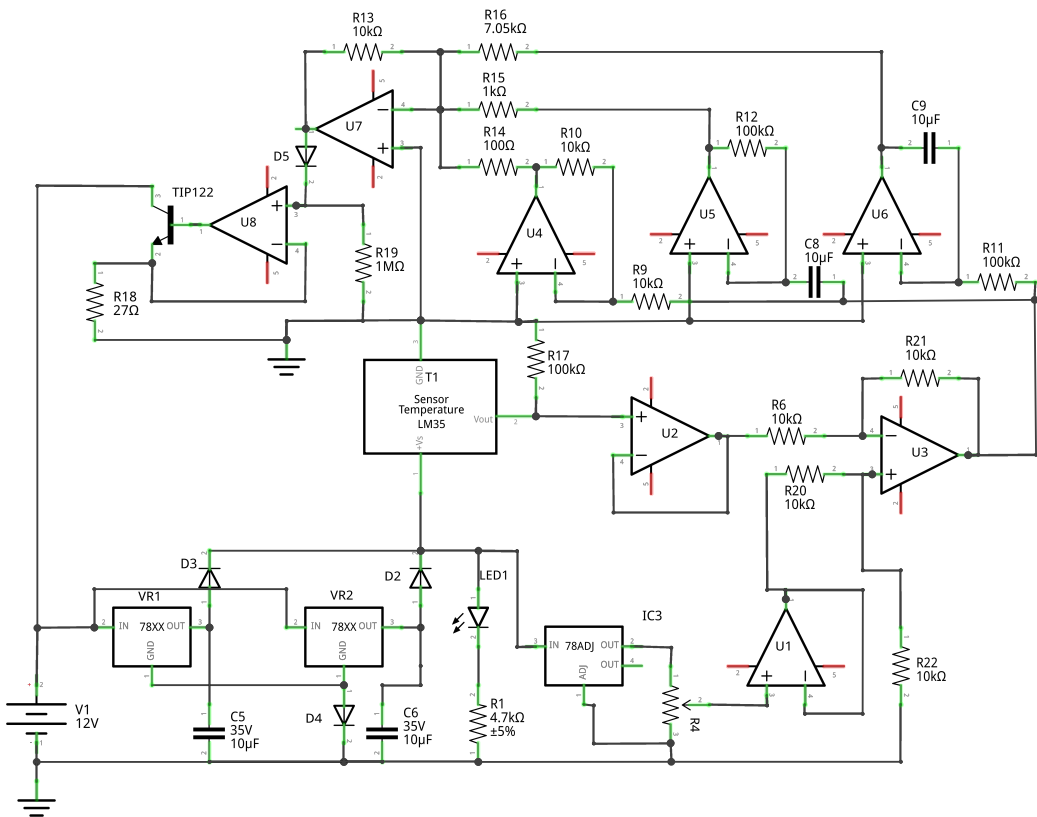 R13
10kΩ
R16
7.05kΩ
R15
1kΩ
R14
100Ω
R10
10kΩ
R12
100kΩ
C9
10µF
U7
D5
TIP122
U8
R19
1MΩ
R18
27Ω
U4
U5
U6
C8
10µF
R9
10kΩ
R11
100kΩ
GND
T1
Sensor
Temperature
LM35
Vout
+Vs
R17
100kΩ
U2
R6
10kΩ
R21
10kΩ
U3
R20
10kΩ
D3
D2
LED1
VR1
IN
78XX
OUT
GND
VR2
IN
78XX
OUT
GND
IC3
IN
78ADJ
OUT
OUT
ADJ
U1
R22
10kΩ
R4
V1
12V
C5
35V
10µF
D4
C6
35V
10µF
R1
4.7kΩ
±5%